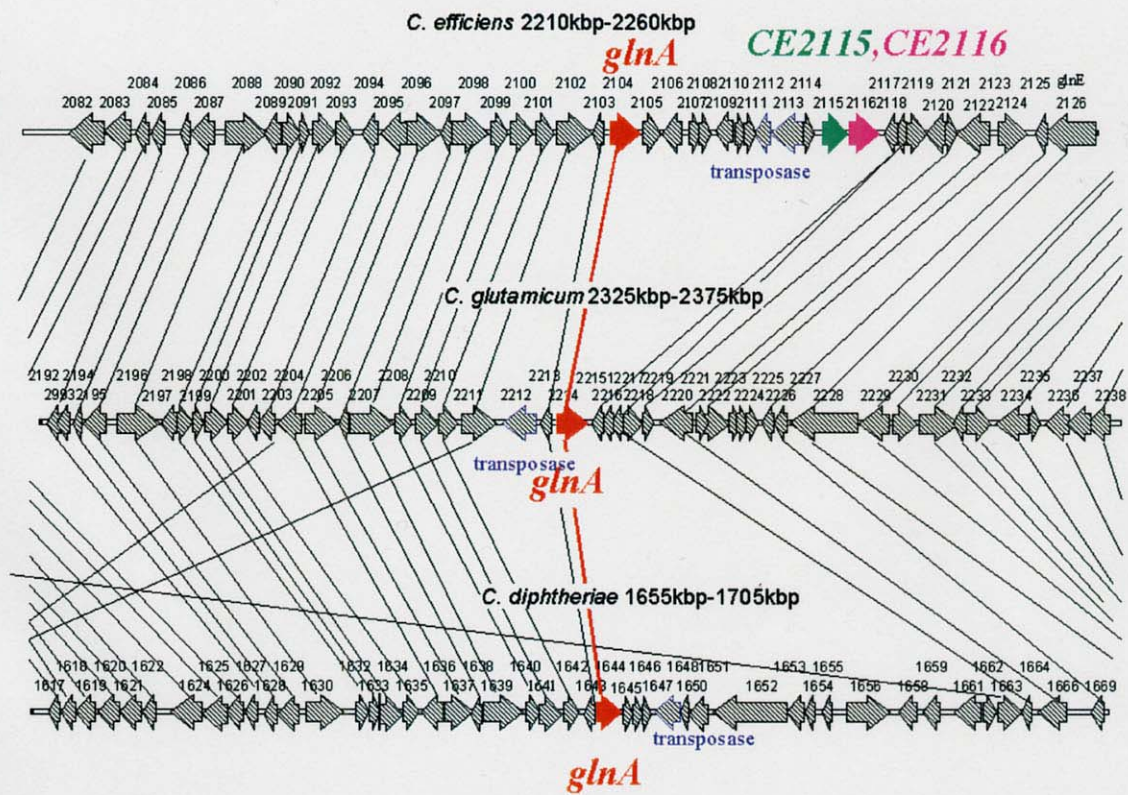 C. efficiens 2210kbp-2260kbp
glnA
CE2115,CE2116
2084 2086 2088 2090 2092 2094 2096 2098 2100 2102 2104 2106 2108 2110 2112 2114 2117 2119 2121 2123 2125 glnE
2082 2083 2085 2087 2089 2091 2093 2095 2097 2099 2101 2103 2105 2107 2109 2111 2113 2115 2116 2118 2120 2122 2124 2126
transposase
C. glutamicum 2325kbp-2375kbp
2192 2194 2196 2198 2200 2202 2204 2206 2208 2210 2213 2215 2217 2219 2221 2223 2225 2227 2230 2232 2235 2237
2195 2197 2199 2201 2203 2205 2207 2209 2211 2212 2214 2216 2218 2220 2222 2224 2226 2228 2229 2231 2233 2234 2236 2238
transposase
glnA
C. diphtheriae 1655kbp-1705kbp
1618 1620 1622 1625 1627 1629 1632 1634 1636 1638 1640 1642 1644 1646 1648 1651 1653 1655 1659 1662 1664
1617 1619 1621 1624 1626 1628 1630 1633 1635 1637 1639 1641 1643 1645 1647 1650 1652 1654 1656 1658 1661 1663 1666 1669
transposase
glnA